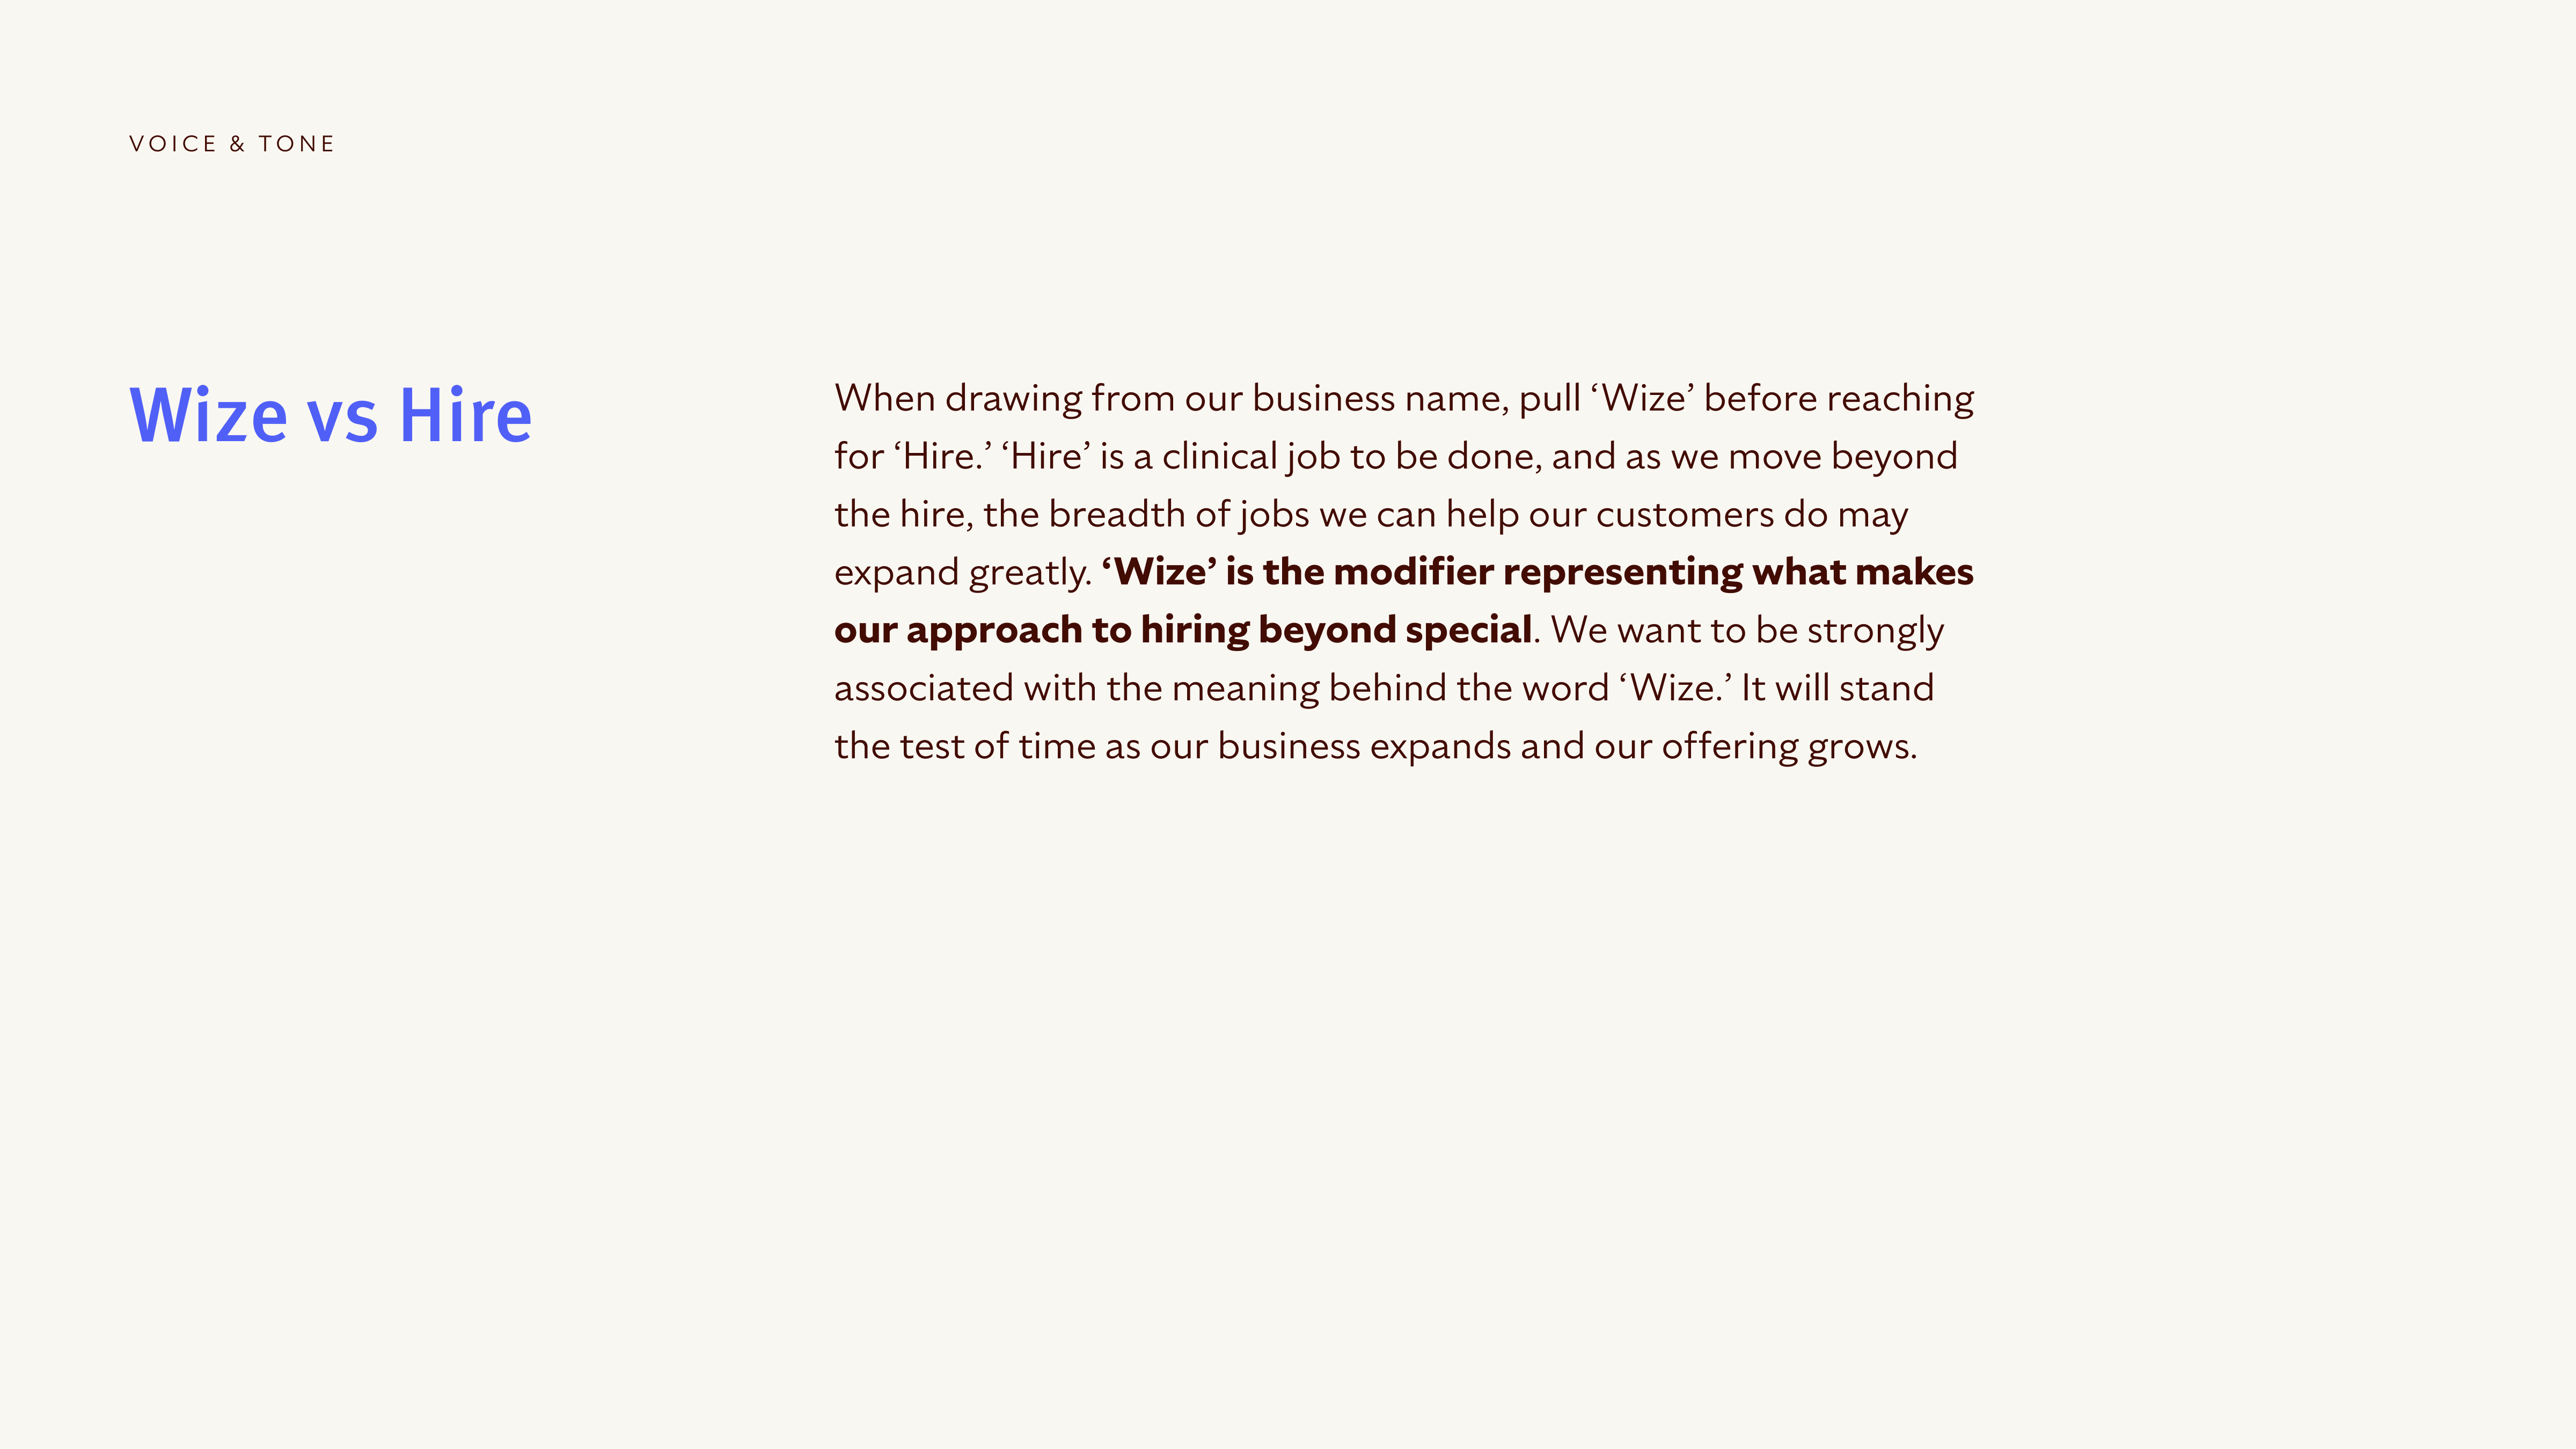 VOICE & TONE
Wize vs Hire
When drawing from our business name, pull ‘Wize’ before reaching
for ‘Hire.’ ‘Hire’ is a clinical job to be done, and as we move beyond
the hire, the breadth of jobs we can help our customers do may
expand greatly. ‘Wize’ is the modifier representing what makes
our approach to hiring beyond special. We want to be strongly
associated with the meaning behind the word ‘Wize.’ It will stand
the test of time as our business expands and our offering grows.